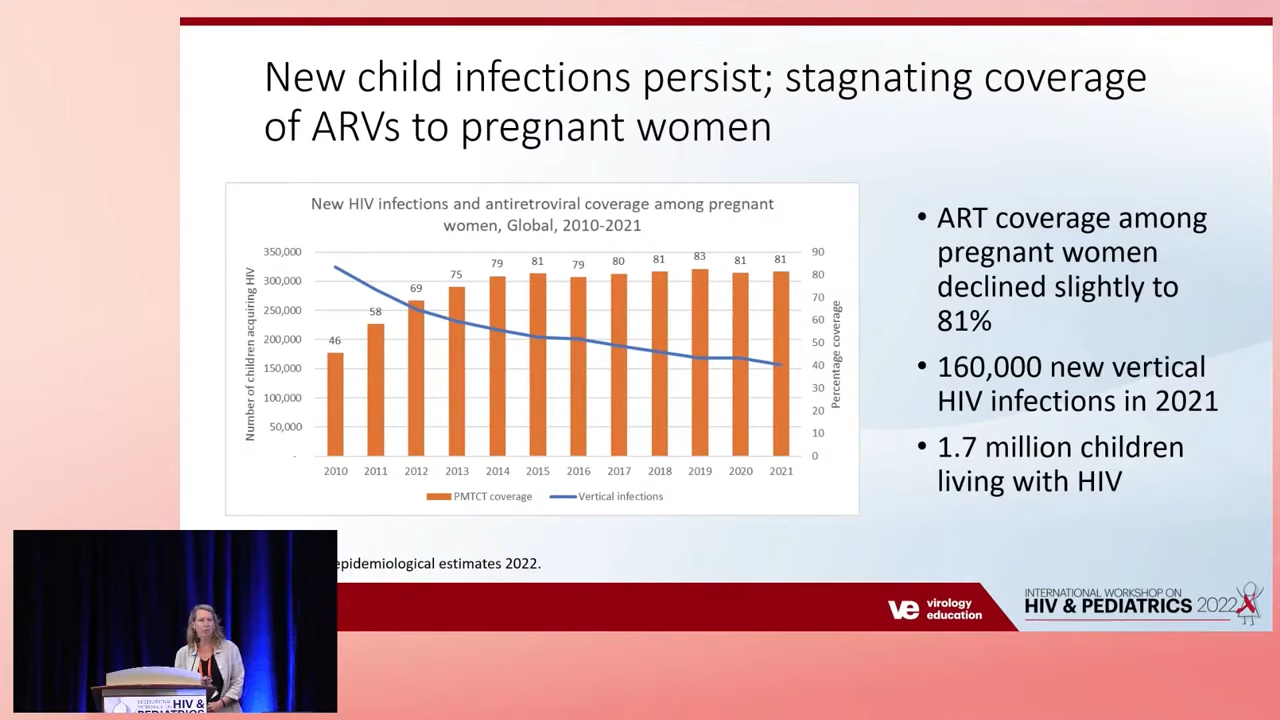 New child infections persist; stagnating coverage
of ARVs to pregnant women
New HIV infections and antiretroviral coverage among pregnant
women, Global, 2010-2021
Number of children acquiring HIV
350,000
300,000
250,000
200,000
150,000
100,000
50,000
-
46
58
69
75
79
81
79
80
81
83
81
81
90
80
70
60
50
40
30
20
10
0
Percentage coverage
2010 2011 2012 2013 2014 2015 2016 2017 2018 2019 2020 2021
PMTCT coverage Vertical infections
• ART coverage among
pregnant women
declined slightly to
81%
• 160,000 new vertical
HIV infections in 2021
• 1.7 million children
living with HIV
epidemiological estimates 2022.
ve virology
education
INTERNATIONAL WORKSHOP ON
HIV & PEDIATRICS 2022
INTERNATIONAL
WORKSHOP ON HIV &
PEDIATRICS